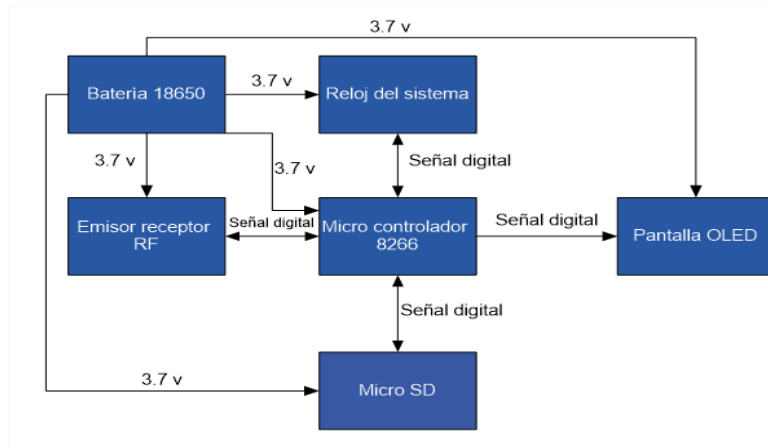 3.7 v
Baterìa 18650
3.7 v
Reloj del sistema
3.7 v
3.7 v
Señal digital
Emisor receptor
RF
Señal digital
Micro controlador
8266
Señal digital
Pantalla OLED
Señal digital
3.7 v
Micro SD